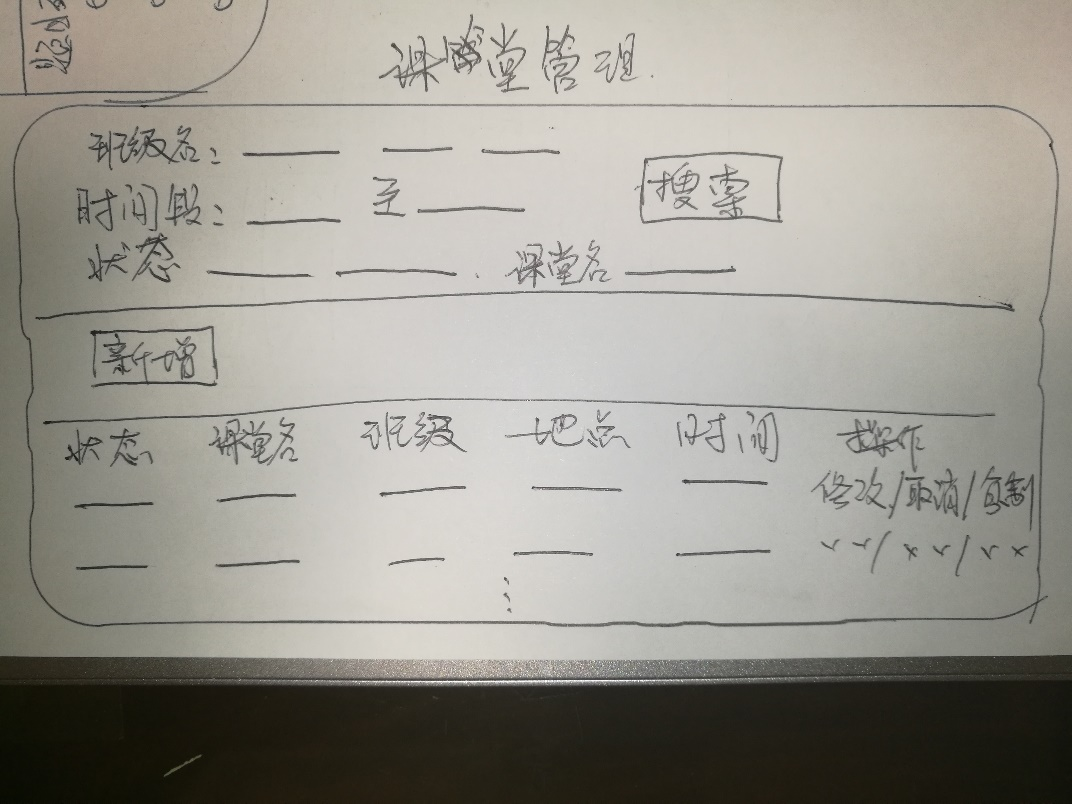 课堂管理
班级名：
时间段： 至
搜索
状态 课堂名
新增
状态 课堂名 班级 地点 时间 操作
修改/取消/复制